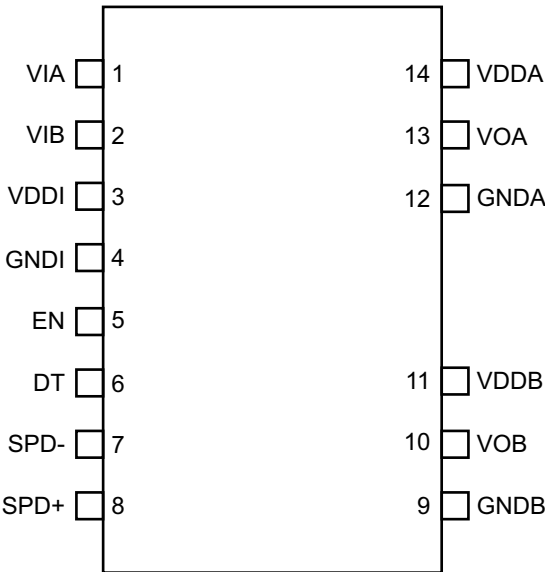 VIA 1 14 VDDA
VIB 2 13 VOA
VDDI 3 12 GNDA
GNDI 4
EN 5
DT 6 11 VDDB
SPD- 7 10 VOB
SPD+ 8 9 GNDB